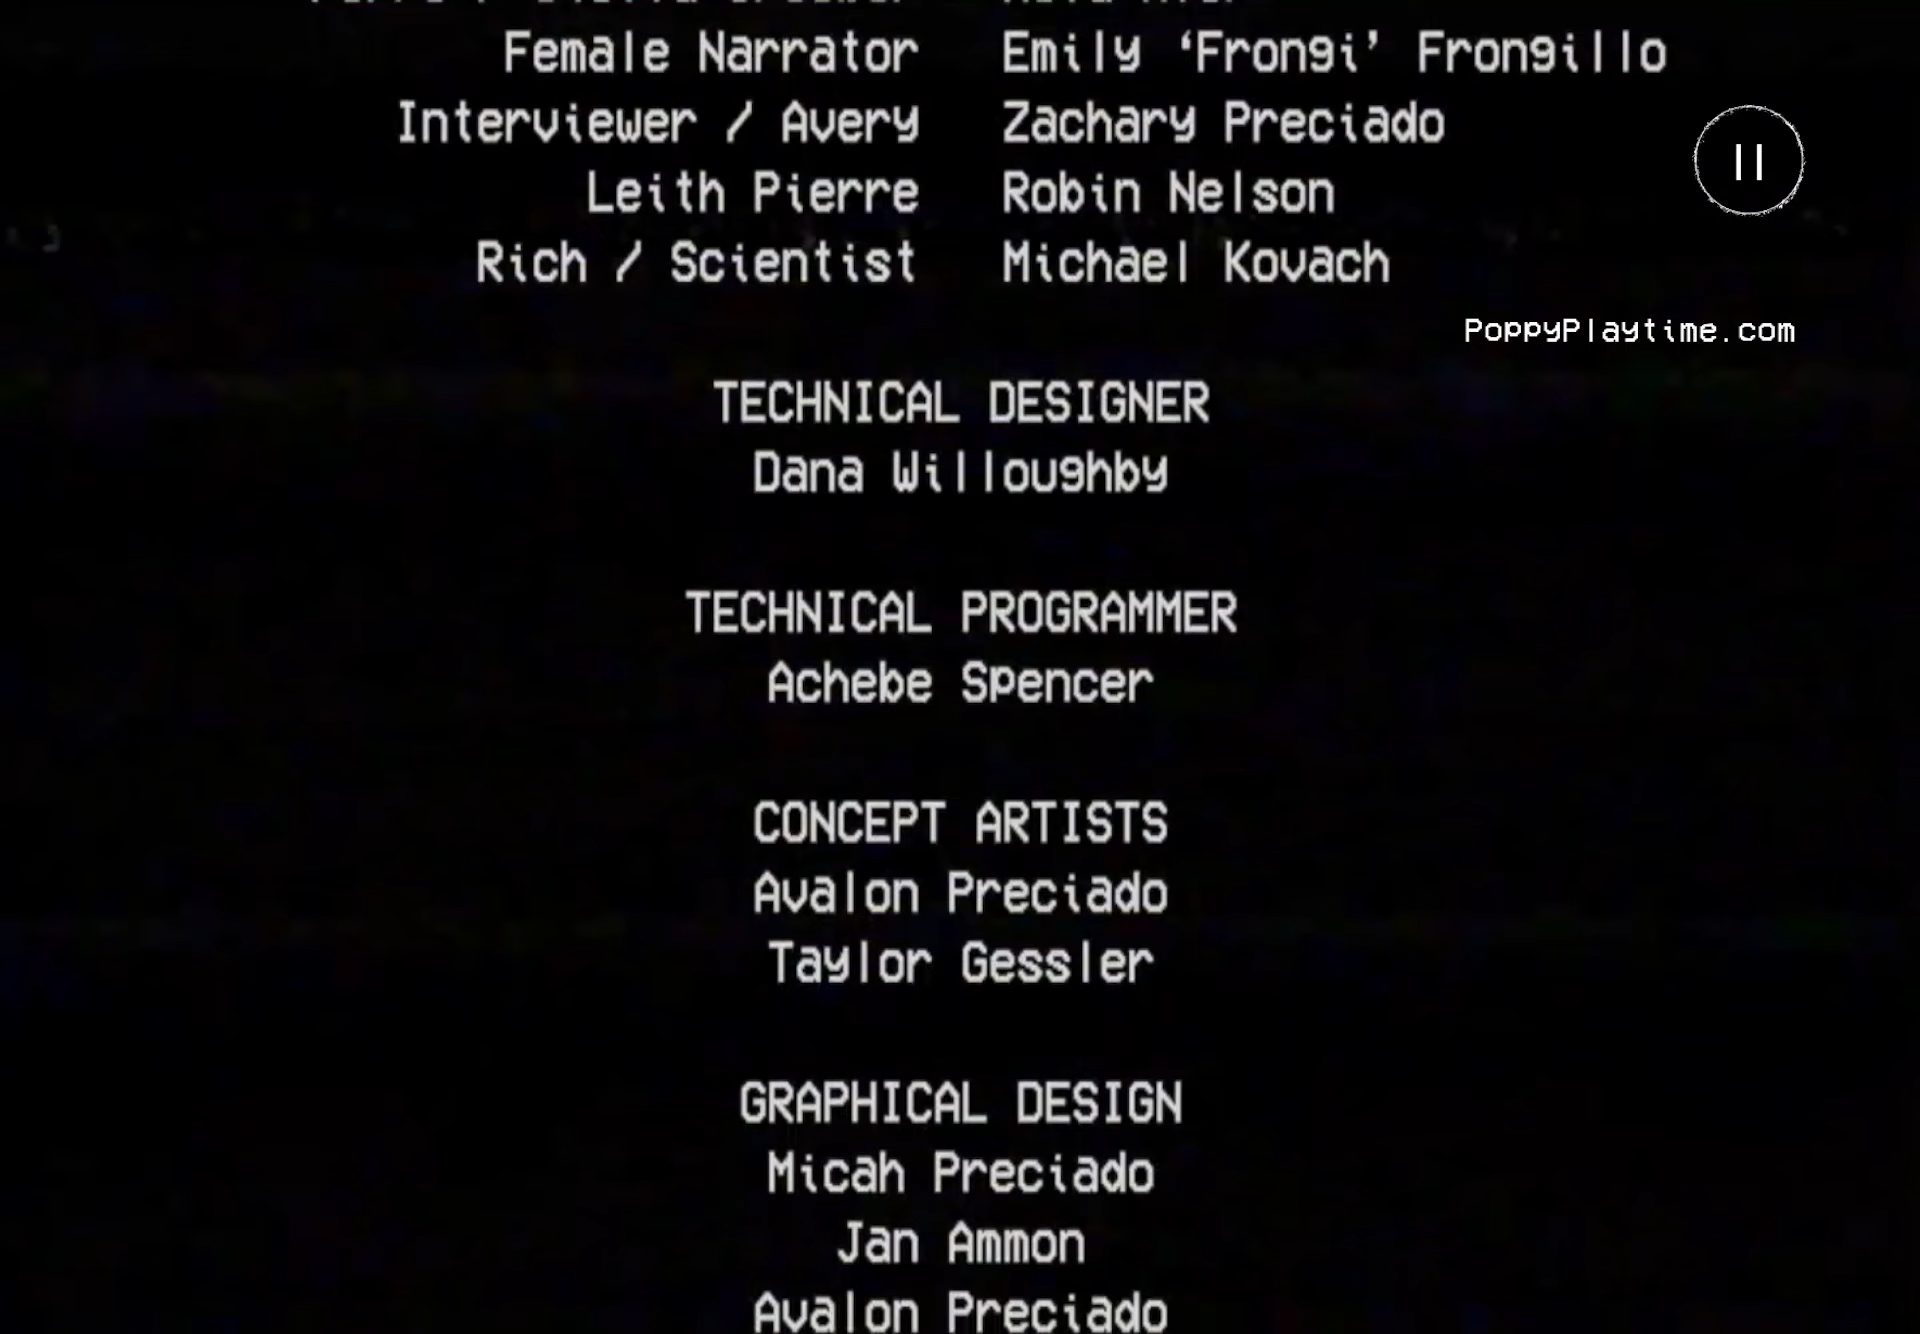 Female Narrator Emily ‘Frongi’ Frongillo
Interviewer / Avery Zachary Preciado
Leith Pierre Robin Nelson
Rich / Scientist Michael Kovach
PoppyPlaytime.com
TECHNICAL DESIGNER
Dana Willoughby
TECHNICAL PROGRAMMER
Achebe Spencer
CONCEPT ARTISTS
Avalon Preciado
Taylor Gessler
GRAPHICAL DESIGN
Micah Preciado
Jan Ammon
Avalon Preciado